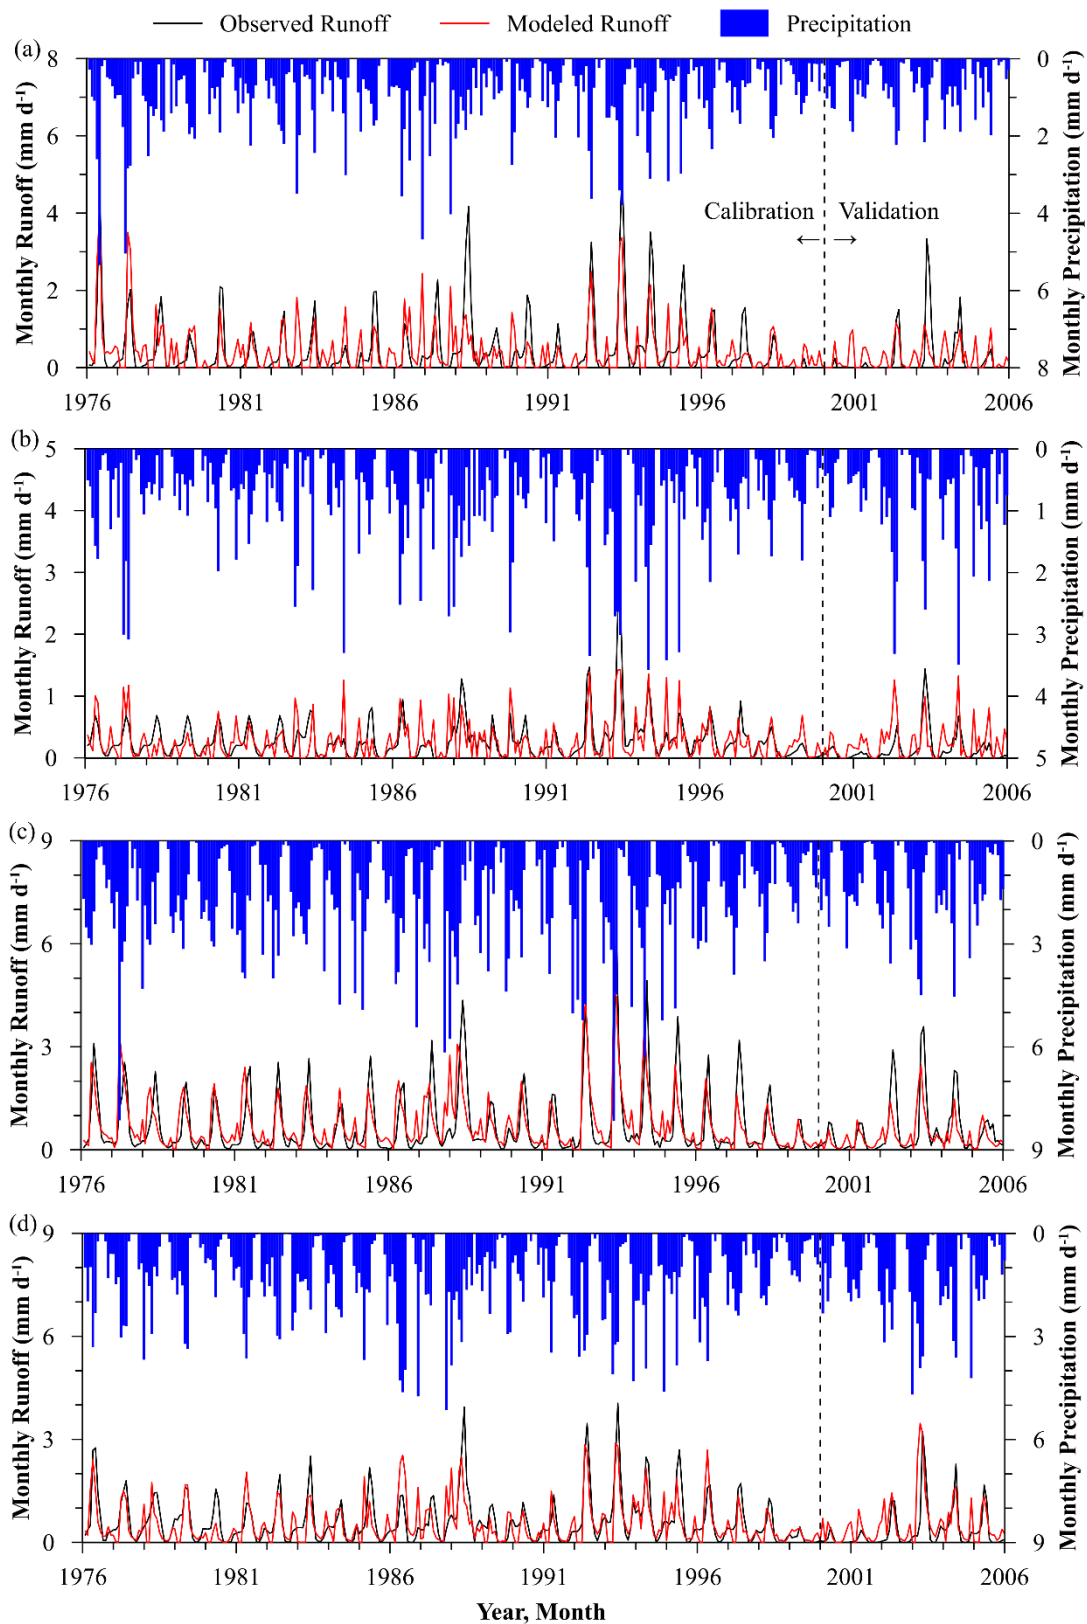 Observed Runoff Modeled Runoff Precipitation
(a)
8 0
6 2
4 4
2 6
0 8
Monthly Runoff (mm d⁻¹)
Monthly Precipitation (mm d⁻¹)
Calibration Validation
← →
1976 1981 1986 1991 1996 2001 2006
(b)
5 0
4 1
3 2
2 3
1 4
0 5
Monthly Runoff (mm d⁻¹)
Monthly Precipitation (mm d⁻¹)
1976 1981 1986 1991 1996 2001 2006
(c)
9 0
6 3
3 6
0 9
Monthly Runoff (mm d⁻¹)
Monthly Precipitation (mm d⁻¹)
1976 1981 1986 1991 1996 2001 2006
(d)
9 0
6 3
3 6
0 9
Monthly Runoff (mm d⁻¹)
Monthly Precipitation (mm d⁻¹)
1976 1981 1986 1991 1996 2001 2006
Year, Month